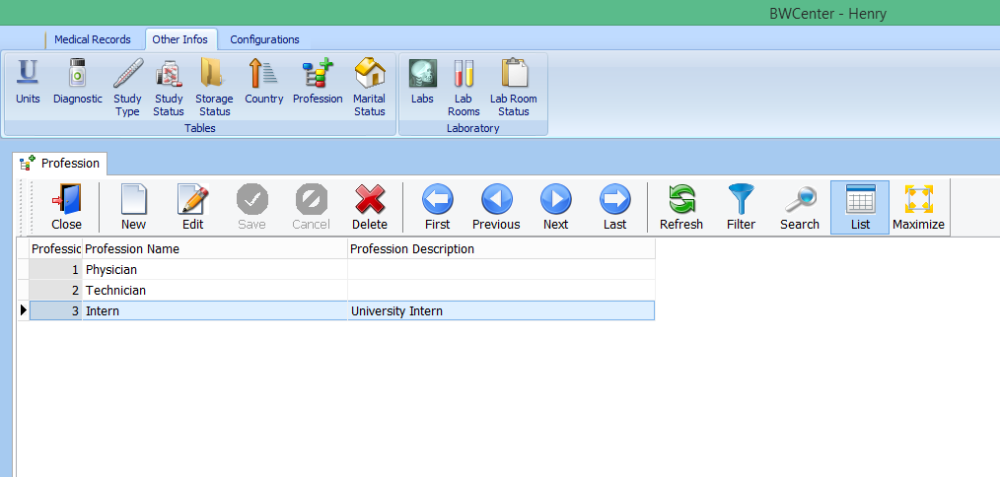 BWCenter - Henry
Medical Records Other Infos Configurations
Units Diagnostic Study Type Study Status Storage Status Country Profession Marital Status Labs Lab Rooms Lab Room Status
Tables Laboratory
Profession
Close New Edit Save Cancel Delete First Previous Next Last Refresh Filter Search List Maximize
Professic Profession Name Profession Description
1 Physician
2 Technician
3 Intern University Intern